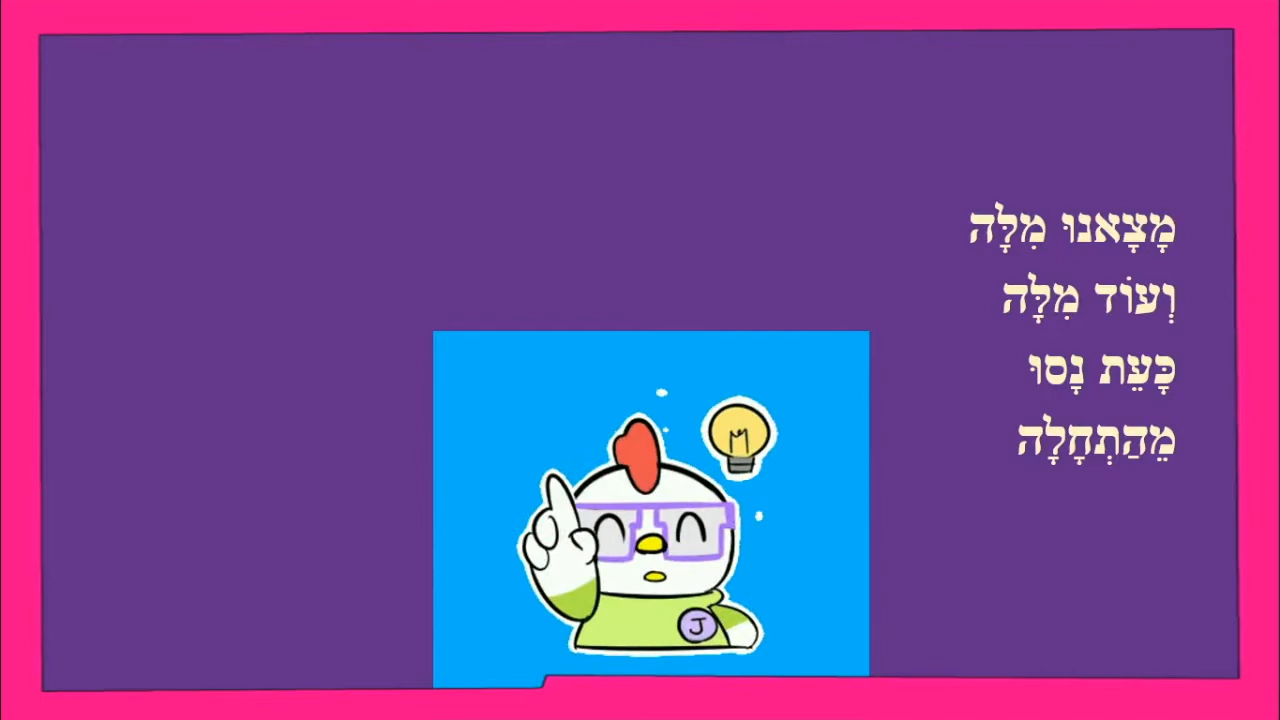 מָצָאנוּ מִלָּה
וְעוֹד מִלָּה
כָּעֵת נָסוּ
מֵהַתְחָלָה
J